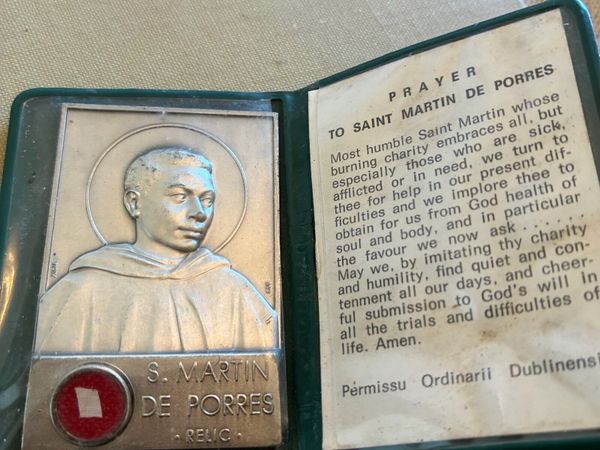 S. MARTIN
DE PORRES
· RELIC ·
PRAYER
TO SAINT MARTIN DE PORRES
Most humble Saint Martin whose
burning charity embraces all, but
especially those who are sick,
afflicted or in need, we turn to
thee for help in our present dif-
ficulties and we implore thee to
obtain for us from God health of
soul and body, and in particular
the favour we now ask . . . . . . .
May we, by imitating thy charity
and humility, find quiet and con-
tenment all our days, and cheer-
ful submission to God's will in
all the trials and difficulties of
life. Amen.
Permissu Ordinarii Dublinensi